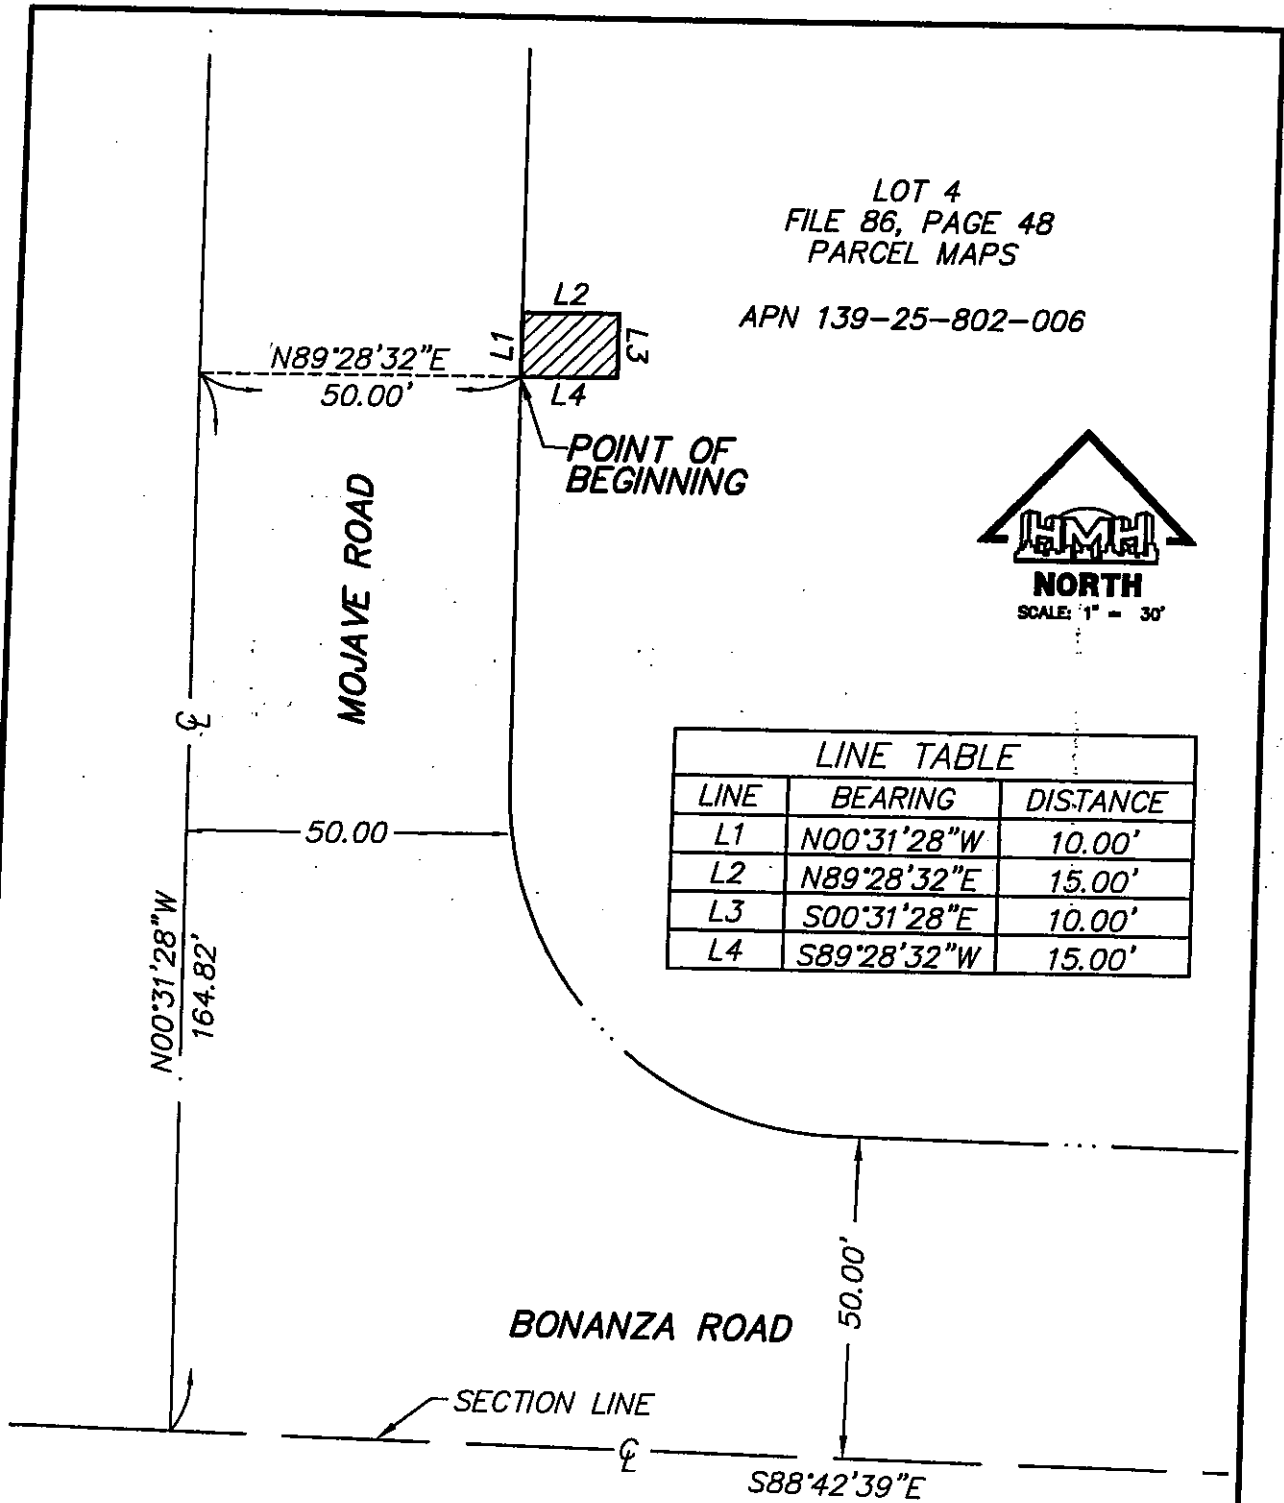 LOT 4
FILE 86, PAGE 48
PARCEL MAPS
APN 139-25-802-006
L2
L1
L3
L4
N89°28'32"E
50.00'
POINT OF
BEGINNING
MOJAVE ROAD
HMH
NORTH
SCALE: 1" = 30'
℄
50.00
N00°31'28"W
164.82'
LINE TABLE
LINE BEARING DISTANCE
L1 N00°31'28"W 10.00'
L2 N89°28'32"E 15.00'
L3 S00°31'28"E 10.00'
L4 S89°28'32"W 15.00'
50.00'
BONANZA ROAD
SECTION LINE
℄
S88°42'39"E